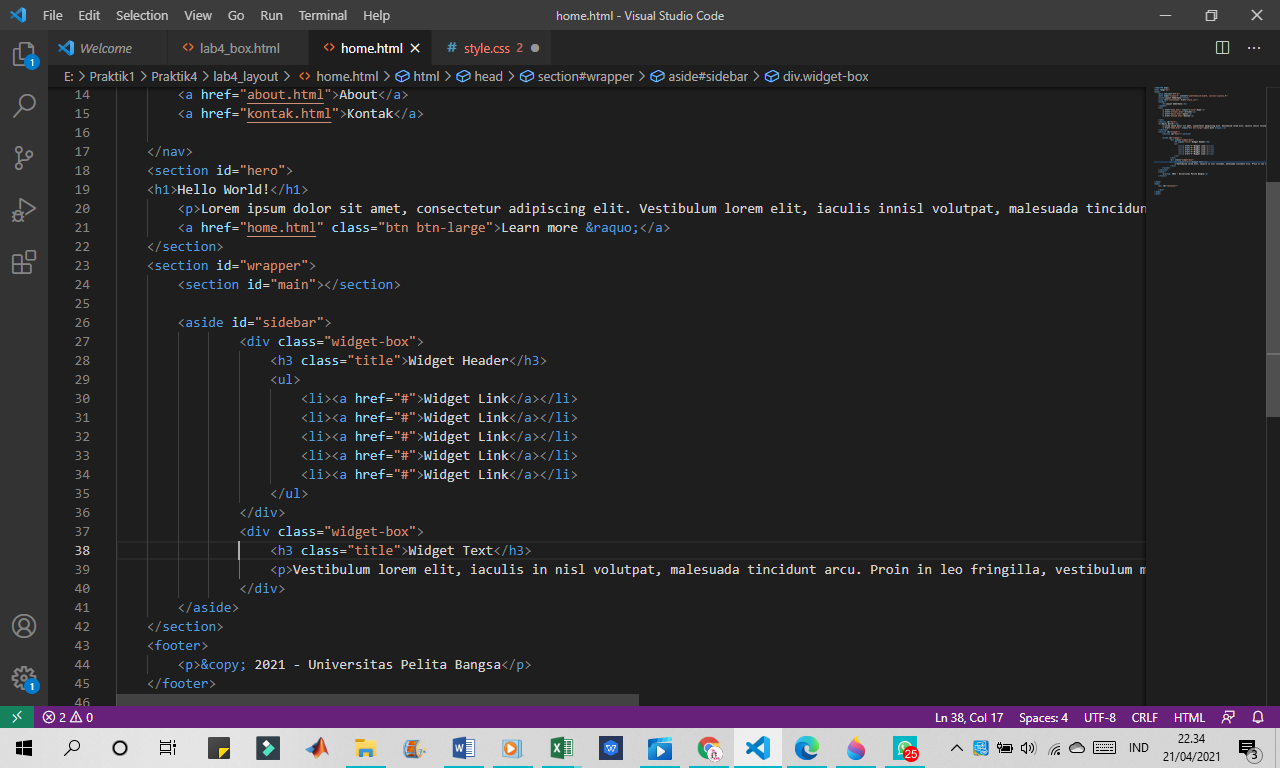 File Edit Selection View Go Run Terminal Help home.html - Visual Studio Code
Welcome lab4_box.html home.html style.css 2
E: > Praktik1 > Praktik4 > lab4_layout > home.html > html > head > section#wrapper > aside#sidebar > div.widget-box
14 <a href="about.html">About</a>
15 <a href="kontak.html">Kontak</a>
16
17 </nav>
18 <section id="hero">
19 <h1>Hello World!</h1>
20 <p>Lorem ipsum dolor sit amet, consectetur adipiscing elit. Vestibulum lorem elit, iaculis innisl volutpat, malesuada tincidun
21 <a href="home.html" class="btn btn-large">Learn more &raquo;</a>
22 </section>
23 <section id="wrapper">
24 <section id="main"></section>
25
26 <aside id="sidebar">
27 <div class="widget-box">
28 <h3 class="title">Widget Header</h3>
29 <ul>
30 <li><a href="#">Widget Link</a></li>
31 <li><a href="#">Widget Link</a></li>
32 <li><a href="#">Widget Link</a></li>
33 <li><a href="#">Widget Link</a></li>
34 <li><a href="#">Widget Link</a></li>
35 </ul>
36 </div>
37 <div class="widget-box">
38 <h3 class="title">Widget Text</h3>
39 <p>Vestibulum lorem elit, iaculis in nisl volutpat, malesuada tincidunt arcu. Proin in leo fringilla, vestibulum m
40 </div>
41 </aside>
42 </section>
43 <footer>
44 <p>&copy; 2021 - Universitas Pelita Bangsa</p>
45 </footer>
46
1
1
2 0 Ln 38, Col 17 Spaces: 4 UTF-8 CRLF HTML
25 IND 22.34 3
21/04/2021